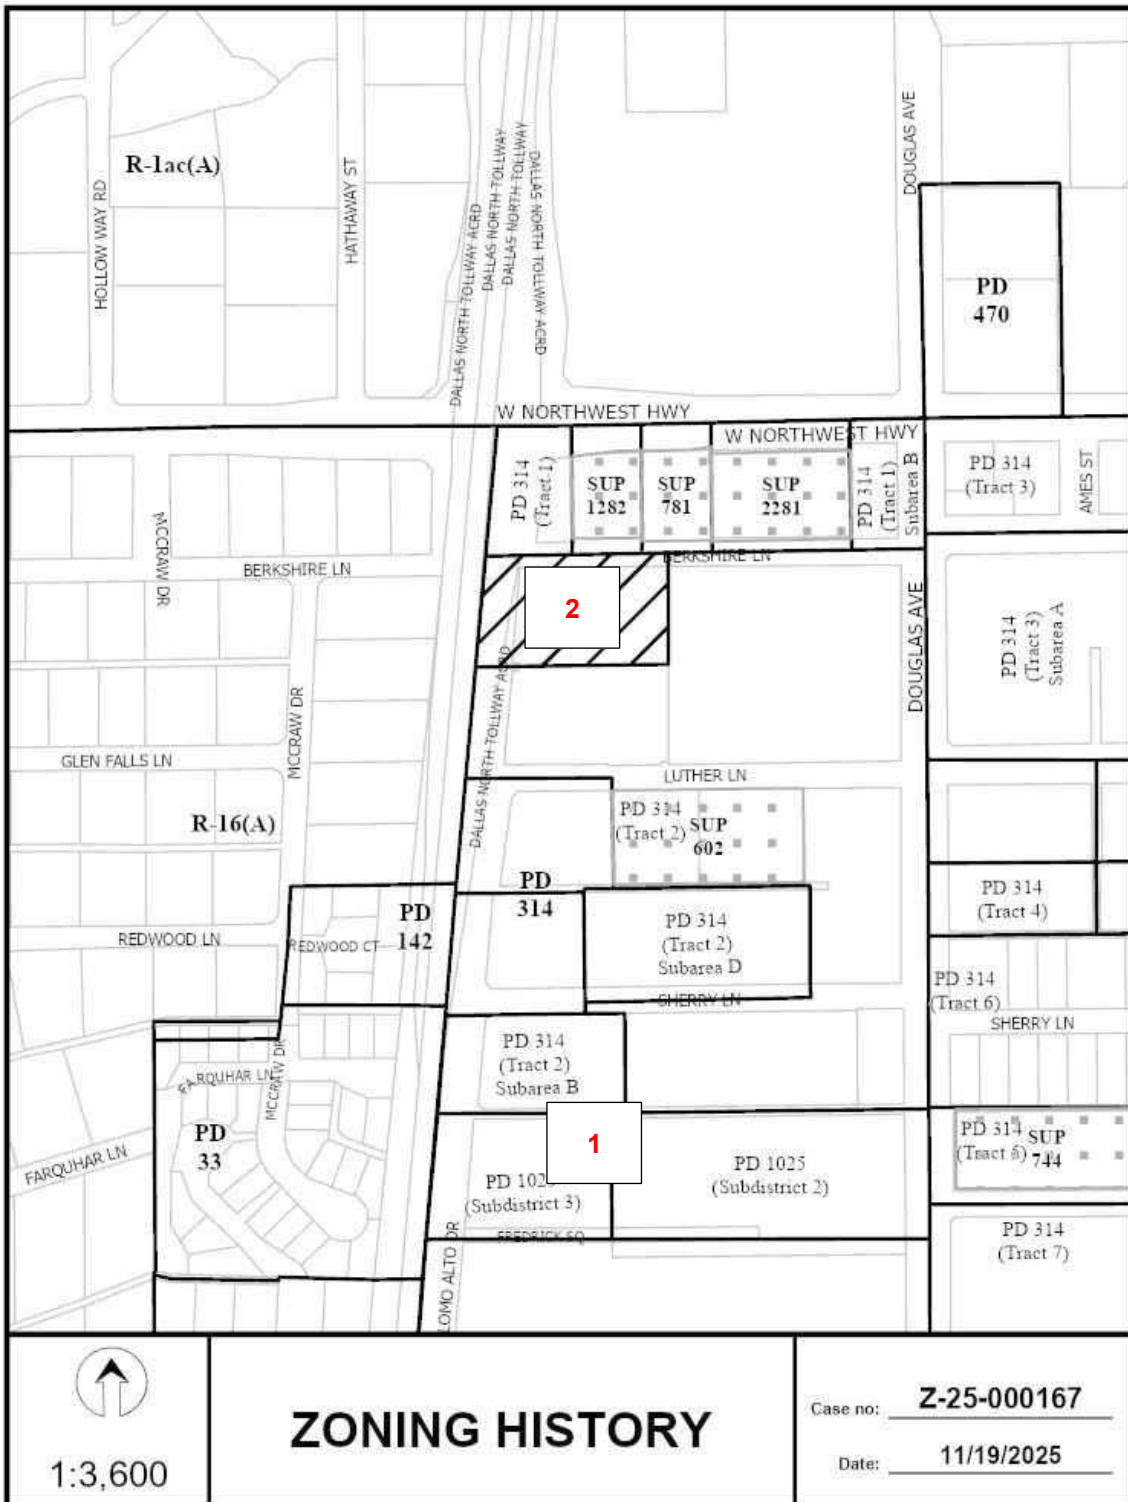 R-1ac(A)
HOLLOW WAY RD
HATHAWAY ST
DALLAS NORTH TOLLWAY ACRD
DALLAS NORTH TOLLWAY
DALLAS NORTH TOLLWAY
DALLAS NORTH TOLLWAY ACRD
DOUGLAS AVE
PD
470
W NORTHWEST HWY
W NORTHWEST HWY
PD 314
(Tract 1)
SUP
1282
SUP
781
SUP
2281
PD 314
(Tract 1)
Subarea B
PD 314
(Tract 3)
AMES ST
MCCRAW DR
BERKSHIRE LN
BERKSHIRE LN
2
DOUGLAS AVE
PD 314
(Tract 3)
Subarea A
MCCRAW DR
DALLAS NORTH TOLLWAY ACRD
GLEN FALLS LN
LUTHER LN
R-16(A)
PD 314
(Tract 2)
SUP
602
PD
314
PD
142
REDWOOD LN
REDWOOD CT
PD 314
(Tract 2)
Subarea D
PD 314
(Tract 4)
SHERRY LN
PD 314
(Tract 6)
SHERRY LN
PD 314
(Tract 2)
Subarea B
FARQUHAR LN
MCCRAW DR
PD
33
FARQUHAR LN
1
PD 314
SUP
744
PD 102
(Subdistrict 3)
PD 1025
(Subdistrict 2)
FREDRICK SQ
LOMO ALTO DR
PD 314
(Tract 7)
1:3,600
ZONING HISTORY
Case no: Z-25-000167
Date: 11/19/2025